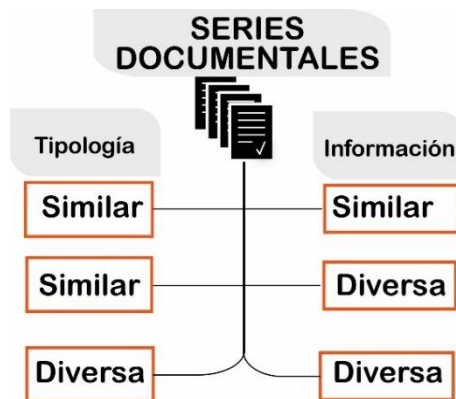 SERIES
DOCUMENTALES
Tipología
Información
Similar
Similar
Similar
Diversa
Diversa
Diversa